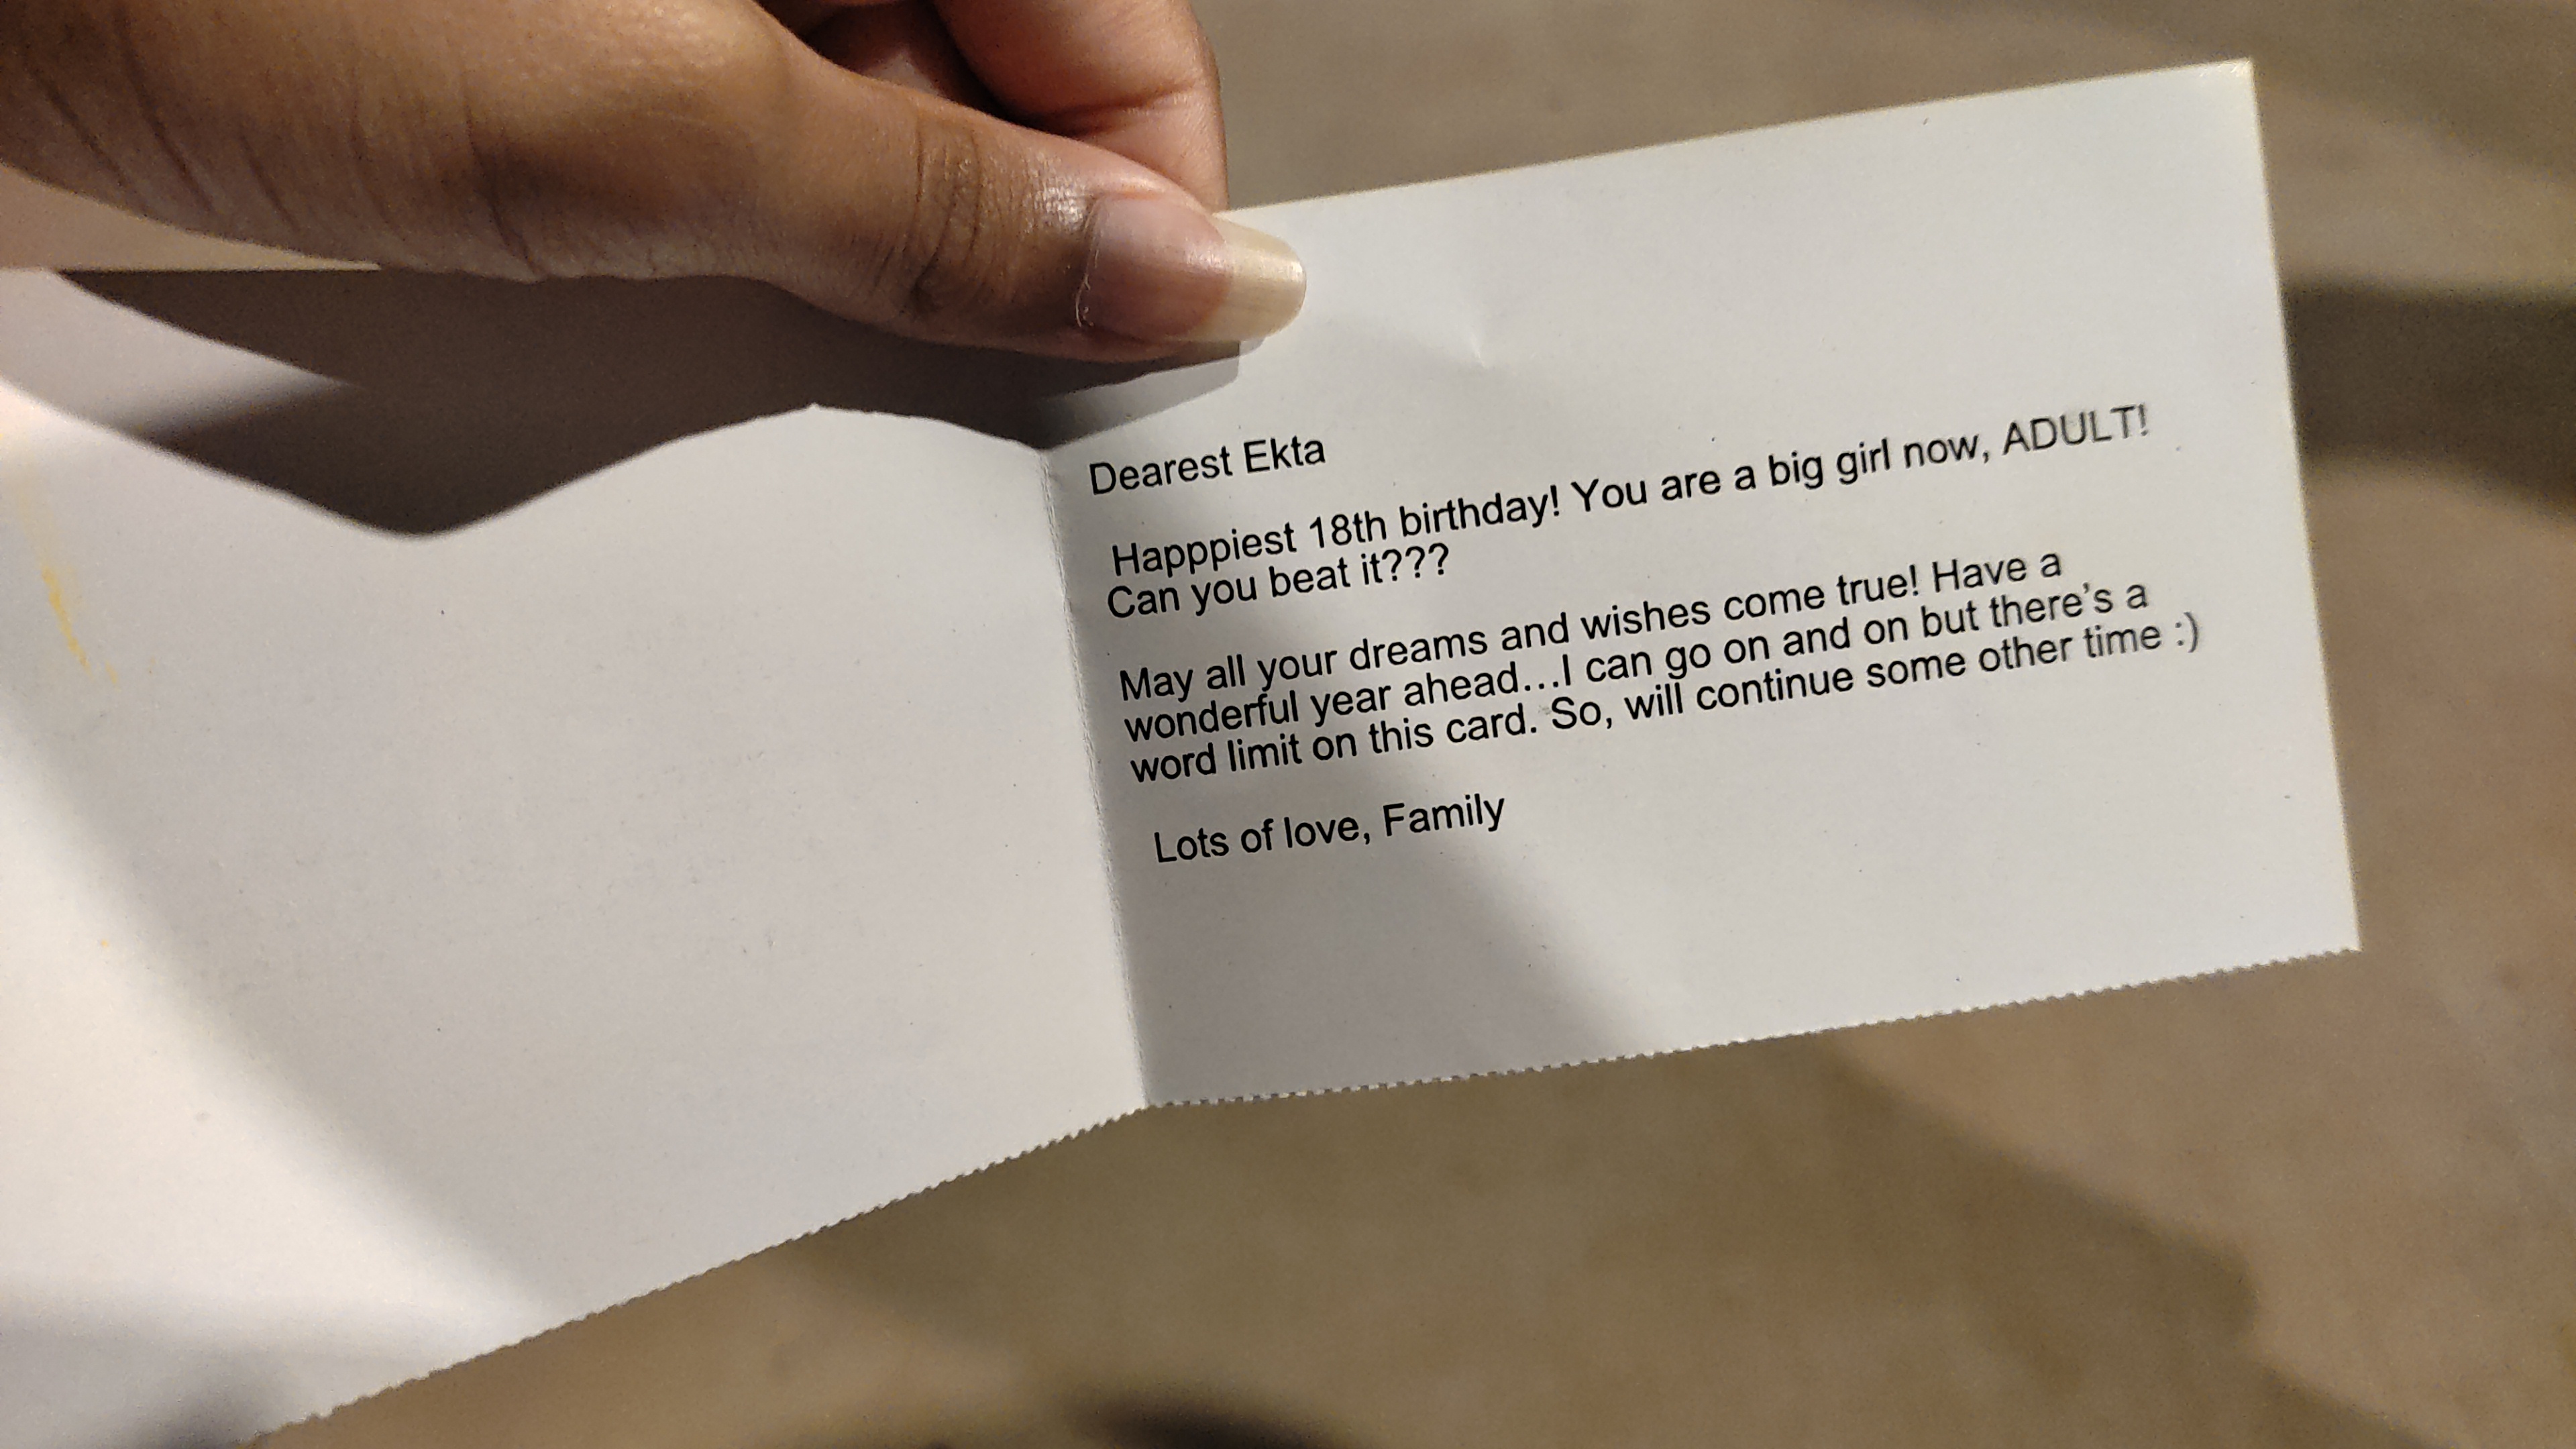 Dearest Ekta
Happpiest 18th birthday! You are a big girl now, ADULT!
Can you beat it???
May all your dreams and wishes come true! Have a
wonderful year ahead...I can go on and on but there's a
word limit on this card. So, will continue some other time :)
Lots of love, Family